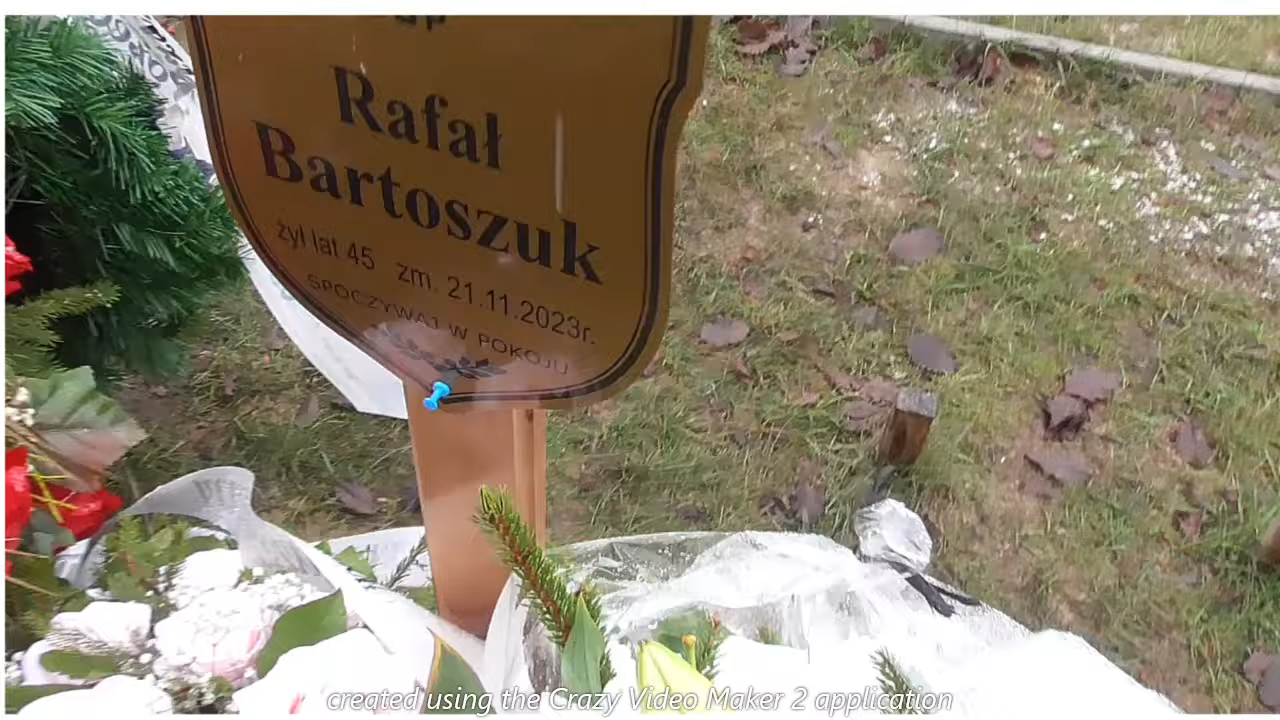 Rafał
Bartoszuk
żył lat 45 zm. 21.11.2023r.
SPOCZYWAJ W POKOJU
created using the Crazy Video Maker 2 application